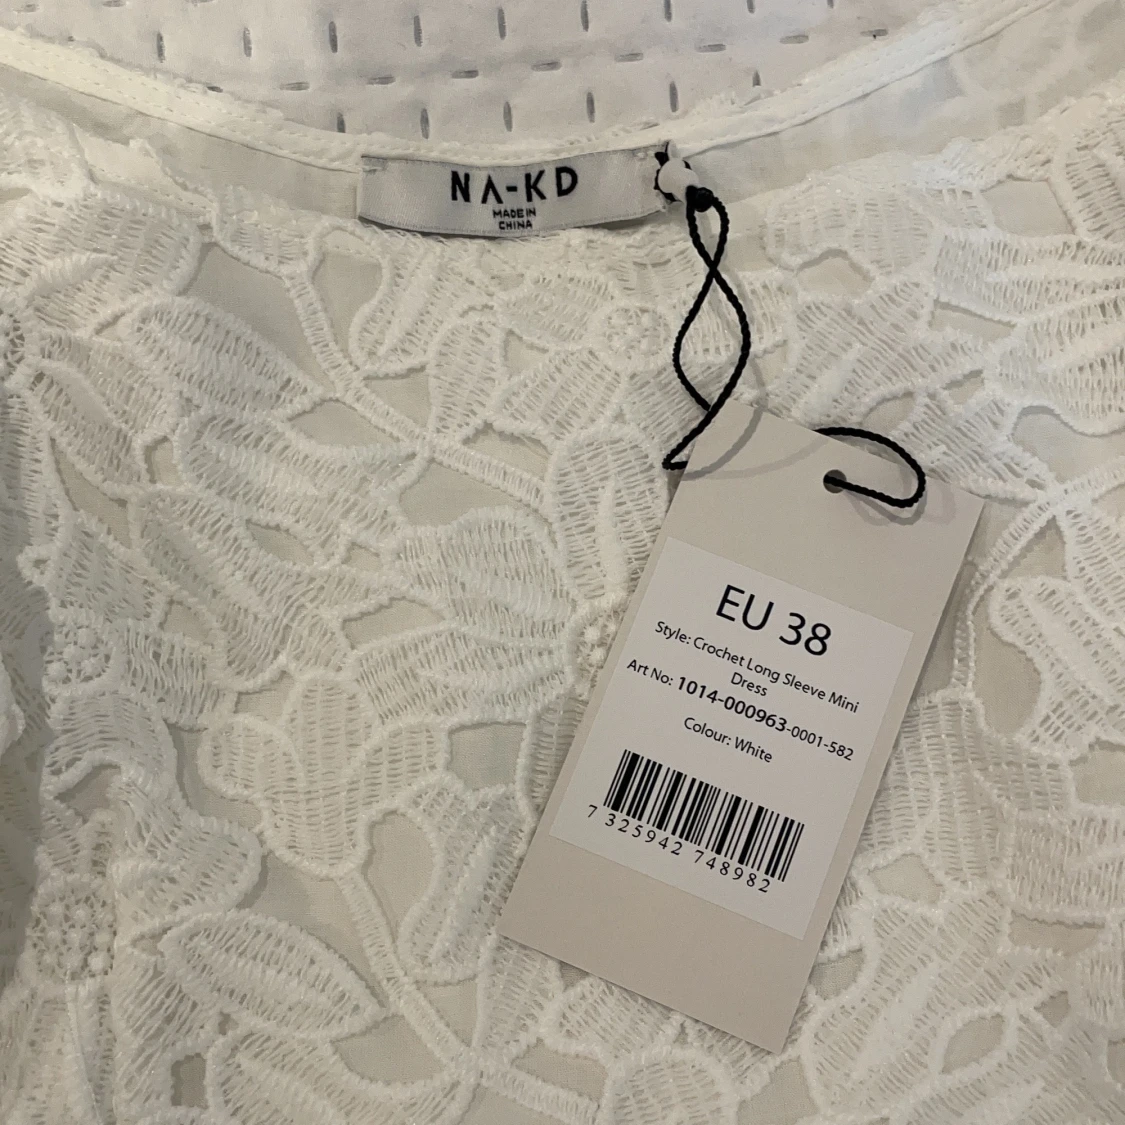 NA-KD
MADE IN
CHINA
EU 38
Style: Crochet Long Sleeve Mini
Dress
Art No: 1014-000963-0001-582
Colour: White
7 325942 748982